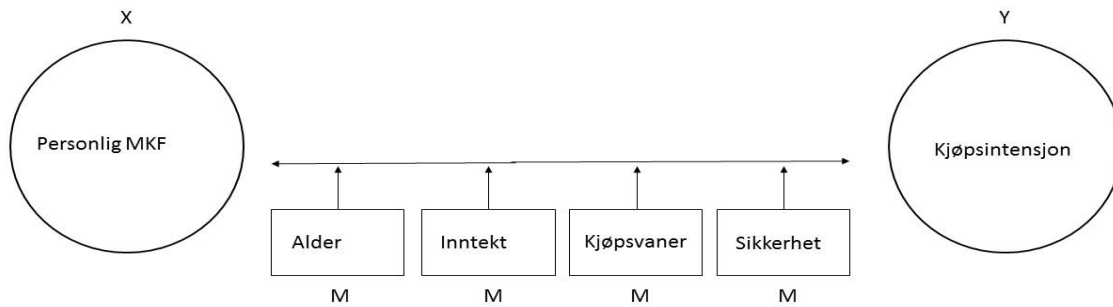 X
Y
Personlig MKF
Kjøpsintensjon
Alder
Inntekt
Kjøpsvaner
Sikkerhet
M
M
M
M